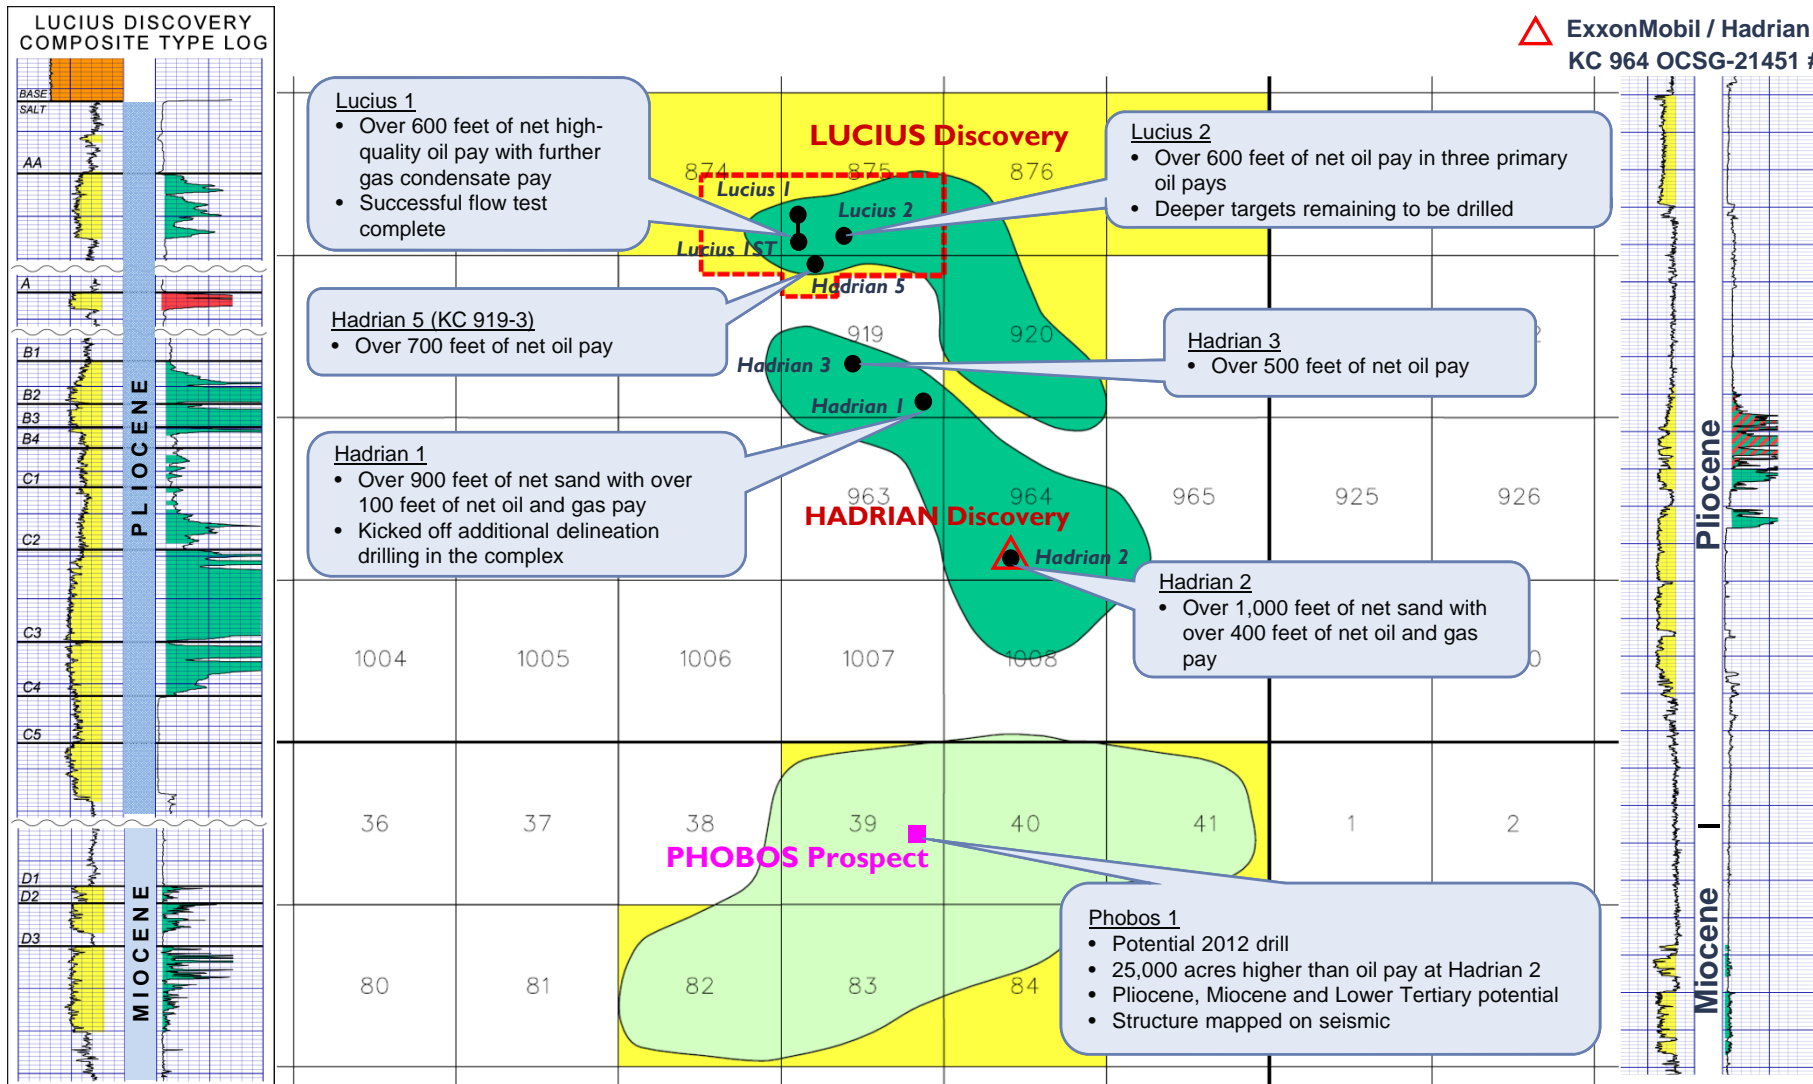 LUCIUS DISCOVERY
COMPOSITE TYPE LOG
BASE
SALT
AA
A
B1
B2
B3
B4
C1
C2
C3
C4
C5
D1
D2
D3
PLIOCENE
MIOCENE
ExxonMobil / Hadrian
KC 964 OCSG-21451 #
Lucius 1
• Over 600 feet of net high-
quality oil pay with further
gas condensate pay
• Successful flow test
complete
LUCIUS Discovery
Lucius 2
• Over 600 feet of net oil pay in three primary
oil pays
• Deeper targets remaining to be drilled
874
875
876
Lucius 1
Lucius 2
Lucius 1ST
Hadrian 5
Hadrian 5 (KC 919-3)
• Over 700 feet of net oil pay
919
920
Hadrian 3
• Over 500 feet of net oil pay
Hadrian 3
Hadrian 1
Hadrian 1
• Over 900 feet of net sand with over
100 feet of net oil and gas pay
• Kicked off additional delineation
drilling in the complex
963
964
965
925
926
HADRIAN Discovery
Hadrian 2
Hadrian 2
• Over 1,000 feet of net sand with
over 400 feet of net oil and gas
pay
1004
1005
1006
1007
1008
36
37
38
39
40
41
1
2
PHOBOS Prospect
Phobos 1
• Potential 2012 drill
• 25,000 acres higher than oil pay at Hadrian 2
• Pliocene, Miocene and Lower Tertiary potential
• Structure mapped on seismic
80
81
82
83
84
Pliocene
Miocene